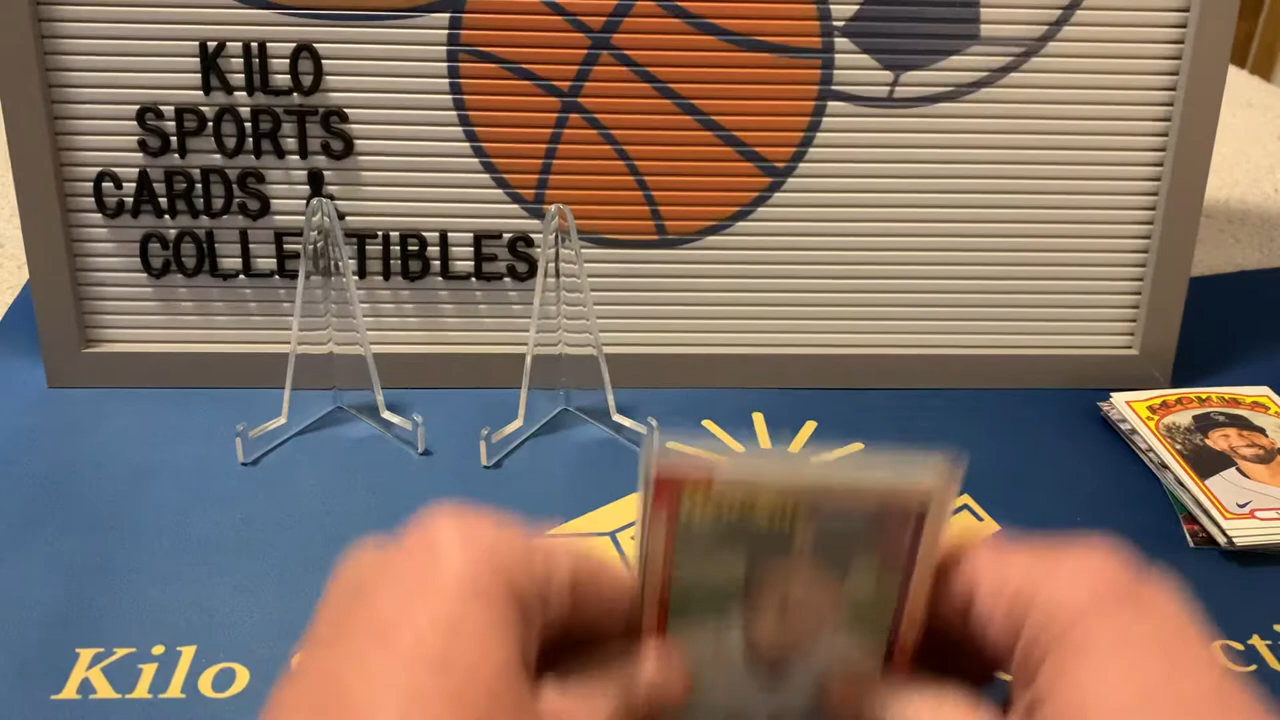 KILO
SPORTS
CARDS &
COLLECTIBLES
ROOKIES
Kilo